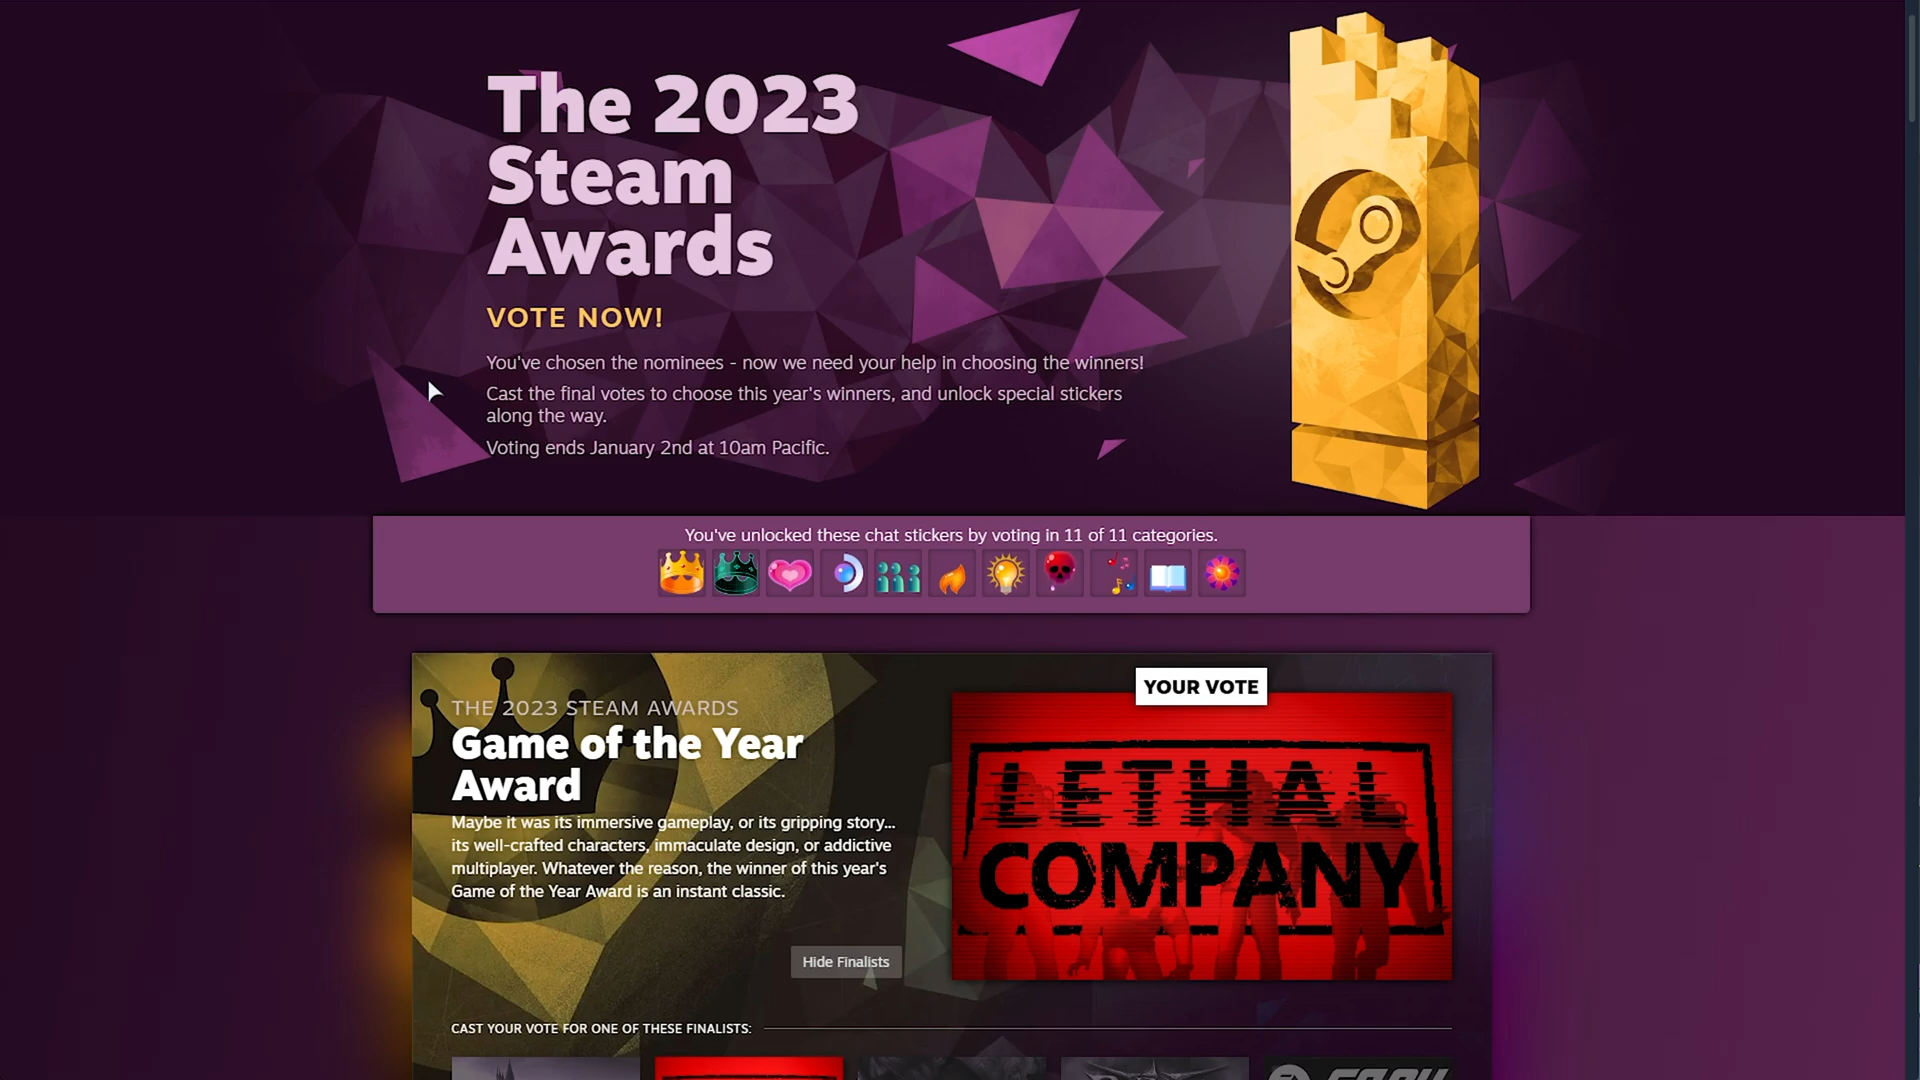 The 2023
Steam
Awards
VOTE NOW!
You've chosen the nominees - now we need your help in choosing the winners!
Cast the final votes to choose this year's winners, and unlock special stickers
along the way.
Voting ends January 2nd at 10am Pacific.
You've unlocked these chat stickers by voting in 11 of 11 categories.
THE 2023 STEAM AWARDS
Game of the Year
Award
Maybe it was its immersive gameplay, or its gripping story...
its well-crafted characters, immaculate design, or addictive
multiplayer. Whatever the reason, the winner of this year's
Game of the Year Award is an instant classic.
Hide Finalists
YOUR VOTE
LETHAL
COMPANY
CAST YOUR VOTE FOR ONE OF THESE FINALISTS: